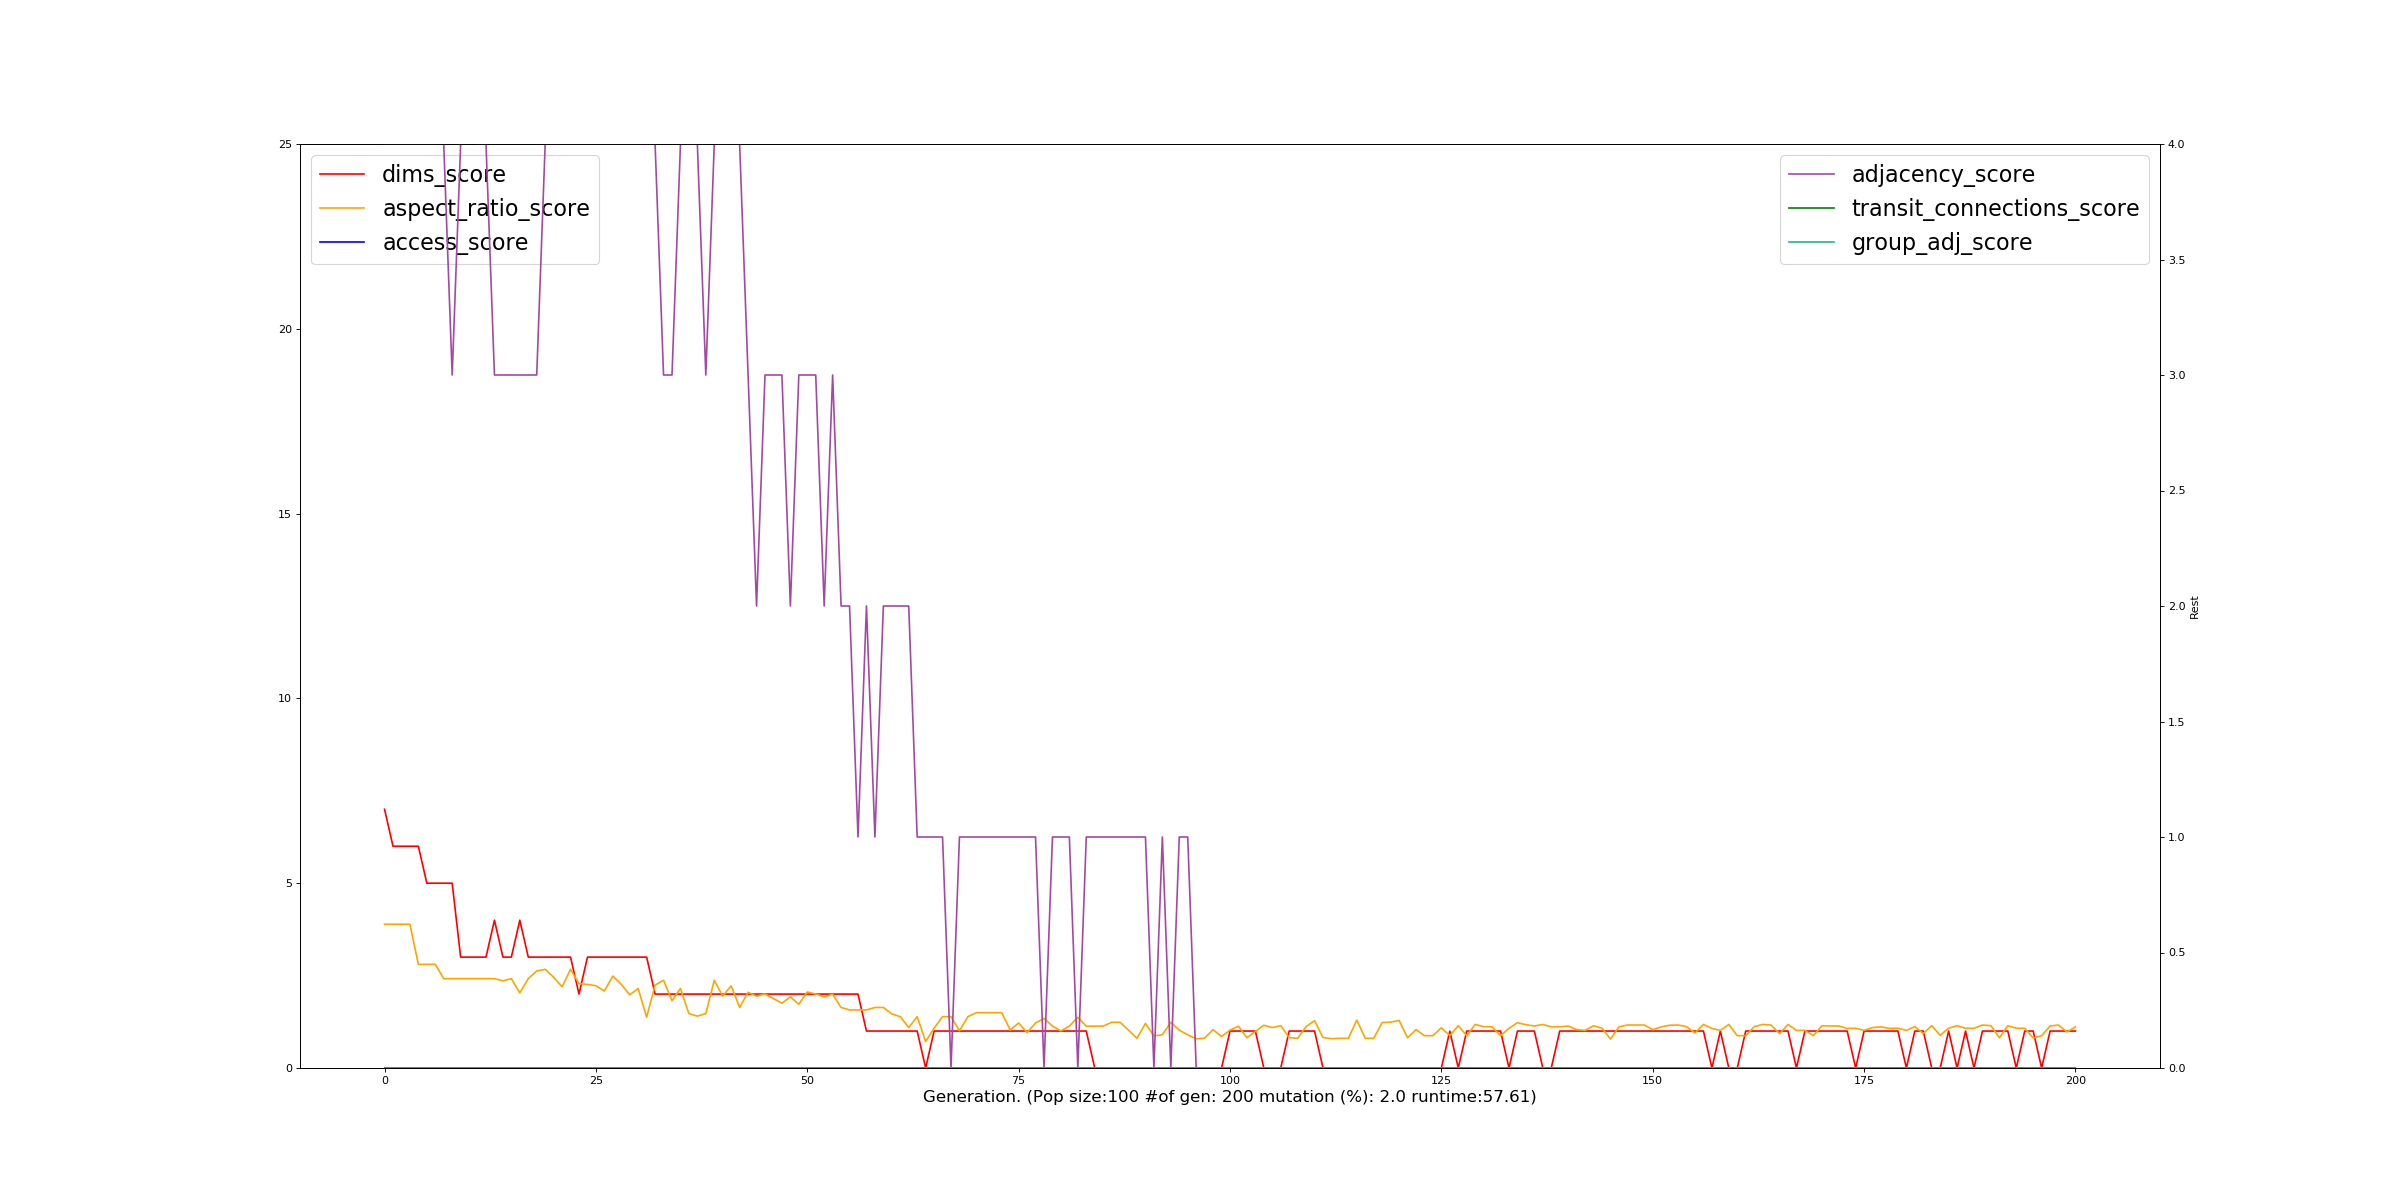 25
4.0
dims_score
aspect_ratio_score
access_score
adjacency_score
transit_connections_score
group_adj_score
3.5
20
3.0
15
2.5
2.0
Rest
10
1.5
1.0
5
0.5
0
0.0
0 25 50 75 100 125 150 175 200
Generation. (Pop size:100 #of gen: 200 mutation (%): 2.0 runtime:57.61)